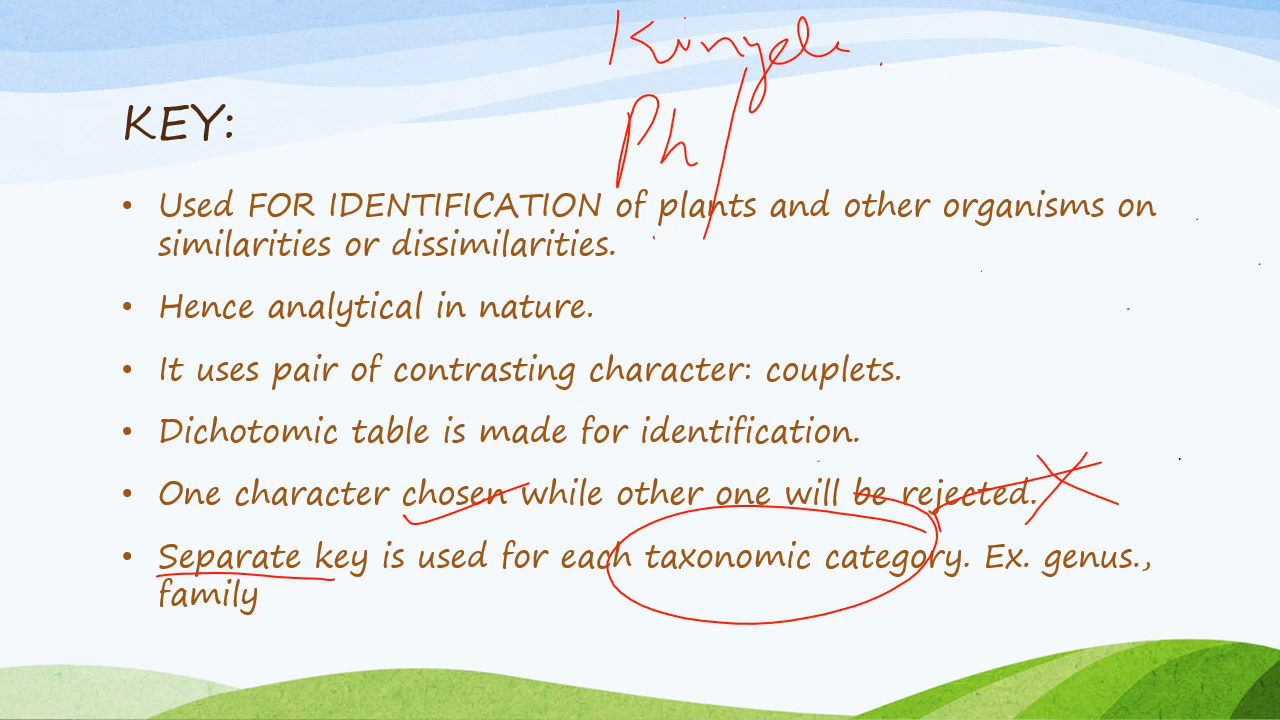 Ph
KEY:
• Used FOR IDENTIFICATION of plants and other organisms on
similarities or dissimilarities.
• Hence analytical in nature.
• It uses pair of contrasting character: couplets.
• Dichotomic table is made for identification.
• One character chosen while other one will be rejected.
• Separate key is used for each taxonomic category. Ex. genus.,
family